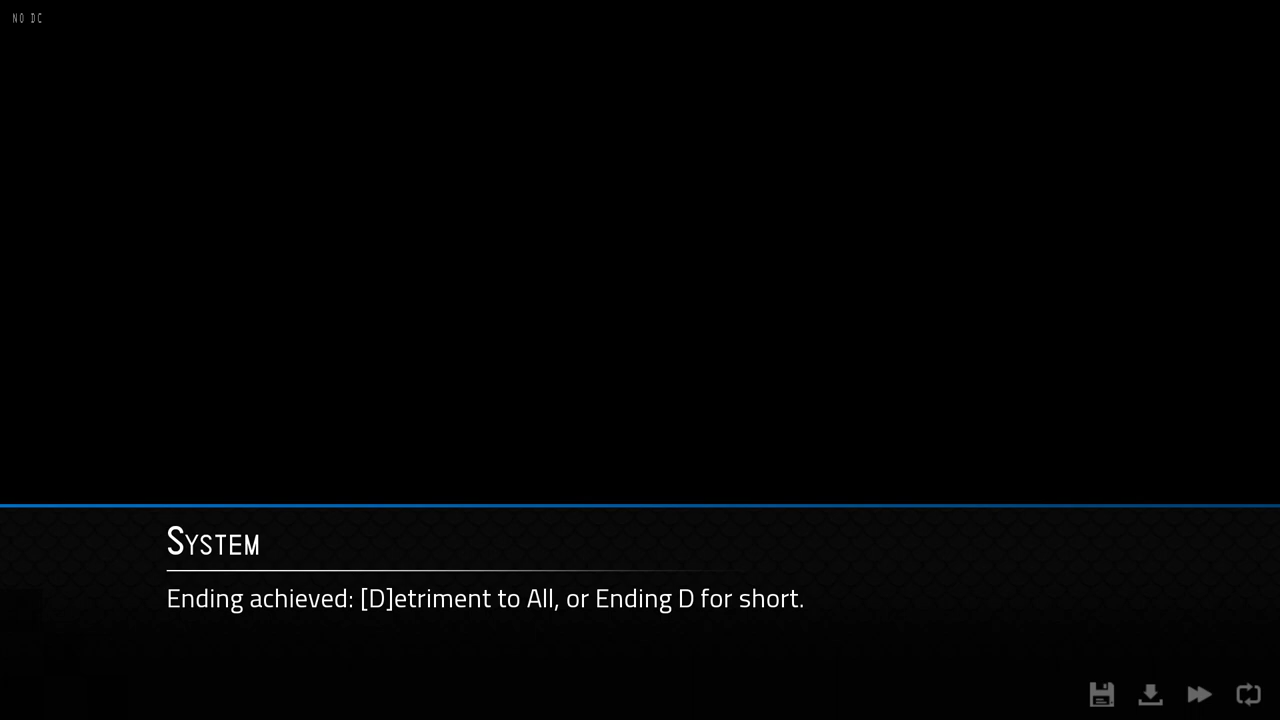 NO DC
System
Ending achieved: [D]etriment to All, or Ending D for short.